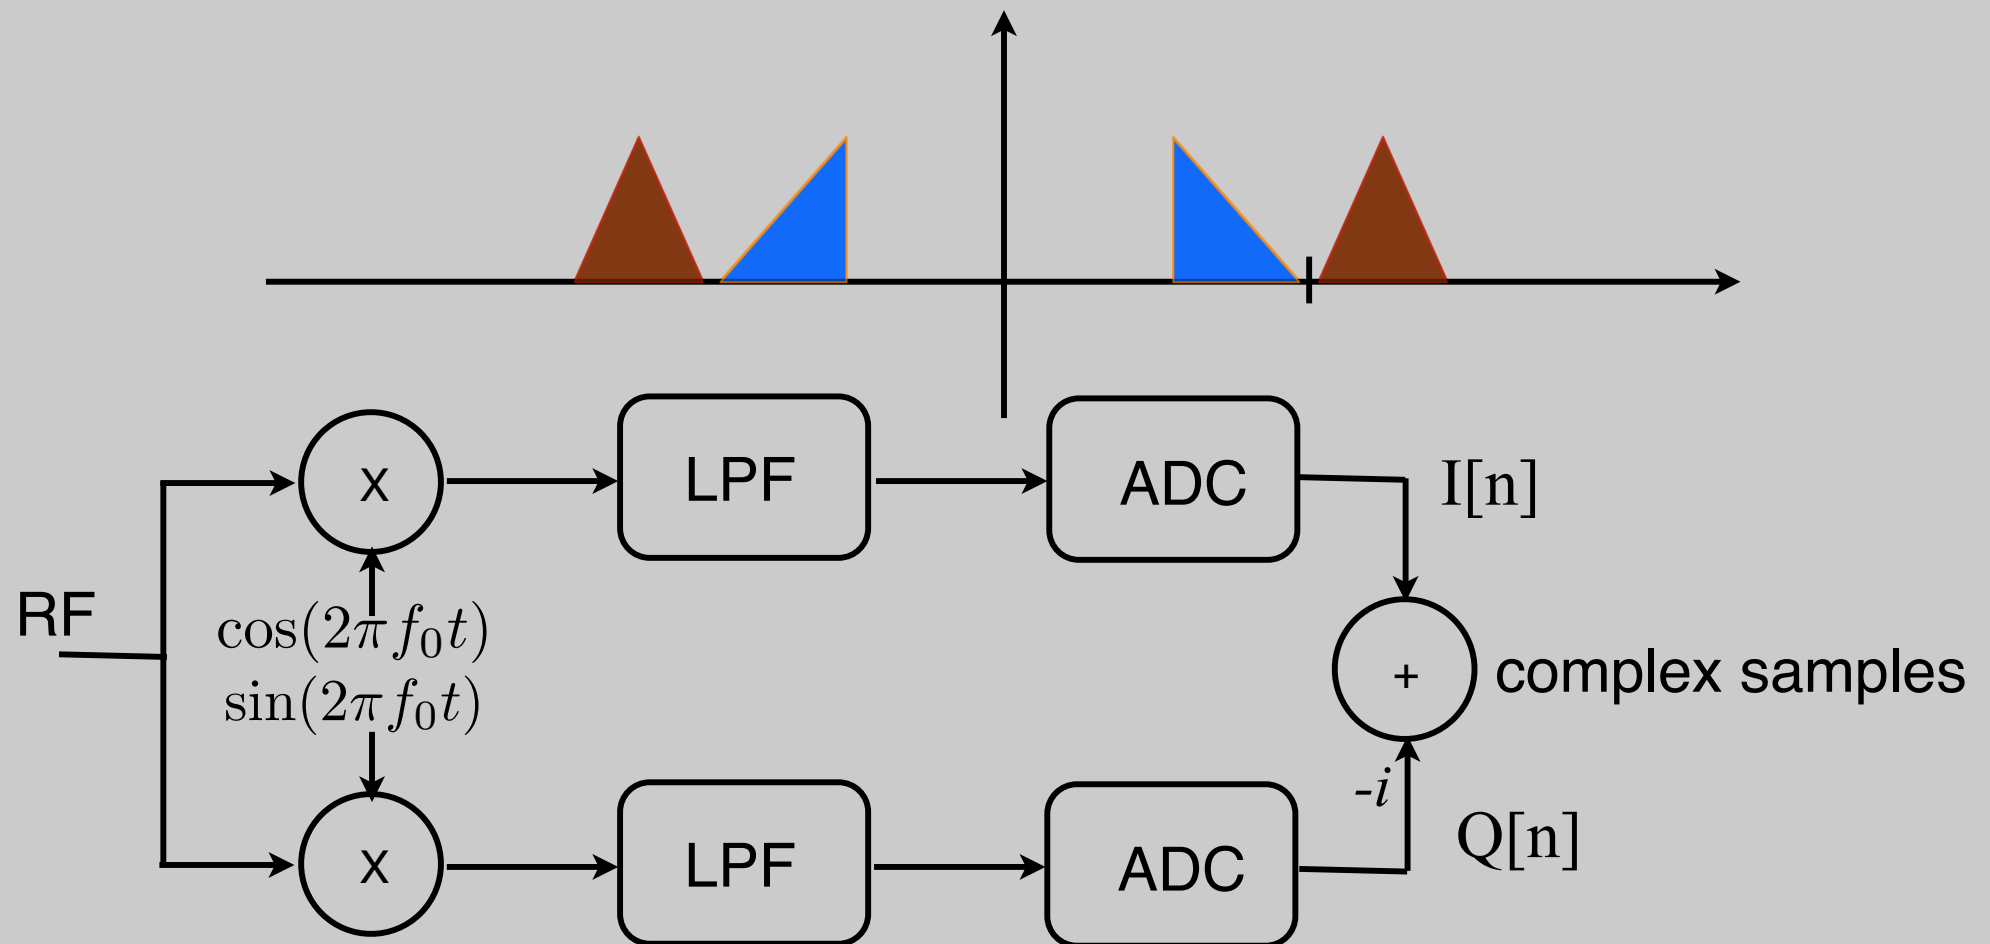 x
LPF
ADC
I[n]
RF
cos(2πf₀t)
sin(2πf₀t)
+
complex samples
-i
Q[n]
x
LPF
ADC